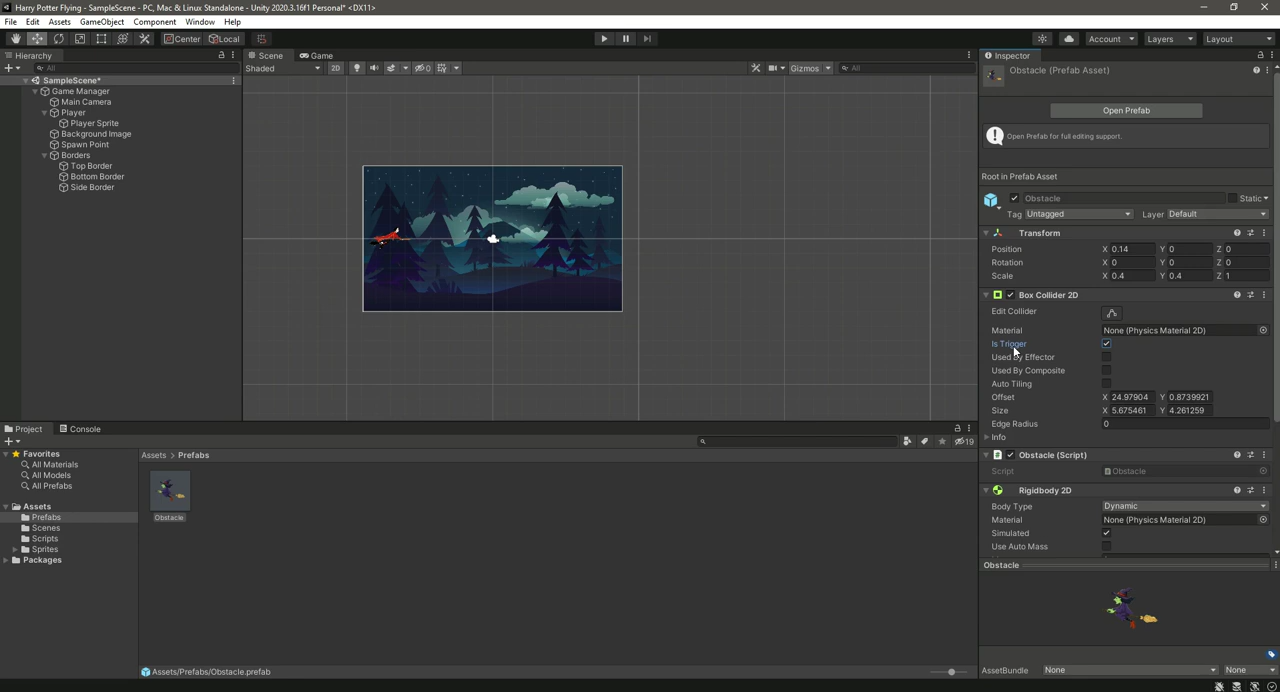 Harry Potter Flying - SampleScene - PC, Mac & Linux Standalone - Unity 2020.3.16f1 Personal* <DX11>
File Edit Assets GameObject Component Window Help
Center Local Account Layers Layout
Hierarchy Scene Game Inspector
All Shaded 2D 0 Gizmos All Obstacle (Prefab Asset)
SampleScene*
Game Manager
Main Camera
Player
Player Sprite
Background Image
Spawn Point
Borders
Top Border
Bottom Border
Side Border
Open Prefab
Open Prefab for full editing support.
Root in Prefab Asset
Obstacle Static
Tag Untagged Layer Default
Transform
Position X 0.14 Y 0 Z 0
Rotation X 0 Y 0 Z 0
Scale X 0.4 Y 0.4 Z 1
Box Collider 2D
Edit Collider
Material None (Physics Material 2D)
Is Trigger
Used By Effector
Used By Composite
Auto Tiling
Offset X 24.97904 Y 0.8739921
Size X 5.675461 Y 4.261259
Edge Radius 0
Info
Obstacle (Script)
Script Obstacle
Rigidbody 2D
Body Type Dynamic
Material None (Physics Material 2D)
Simulated
Use Auto Mass
Obstacle
AssetBundle None None
Project Console
19
Favorites
All Materials
All Models
All Prefabs
Assets
Prefabs
Scenes
Scripts
Sprites
Packages
Assets > Prefabs
Obstacle
Assets/Prefabs/Obstacle.prefab